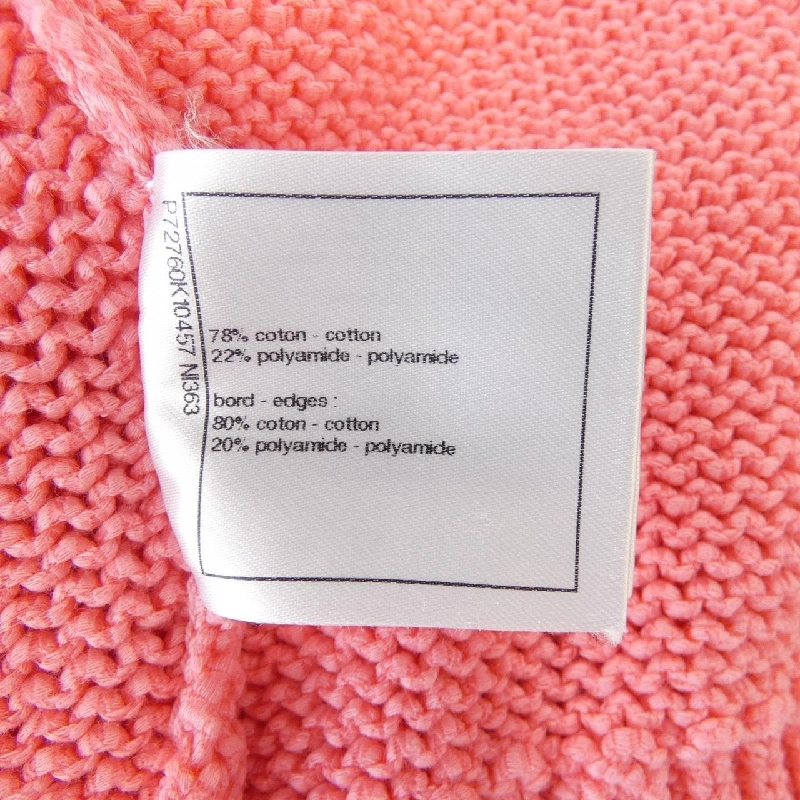 P72760K10457 NI363
78% coton - cotton
22% polyamide - polyamide
bord - edges :
80% coton - cotton
20% polyamide - polyamide